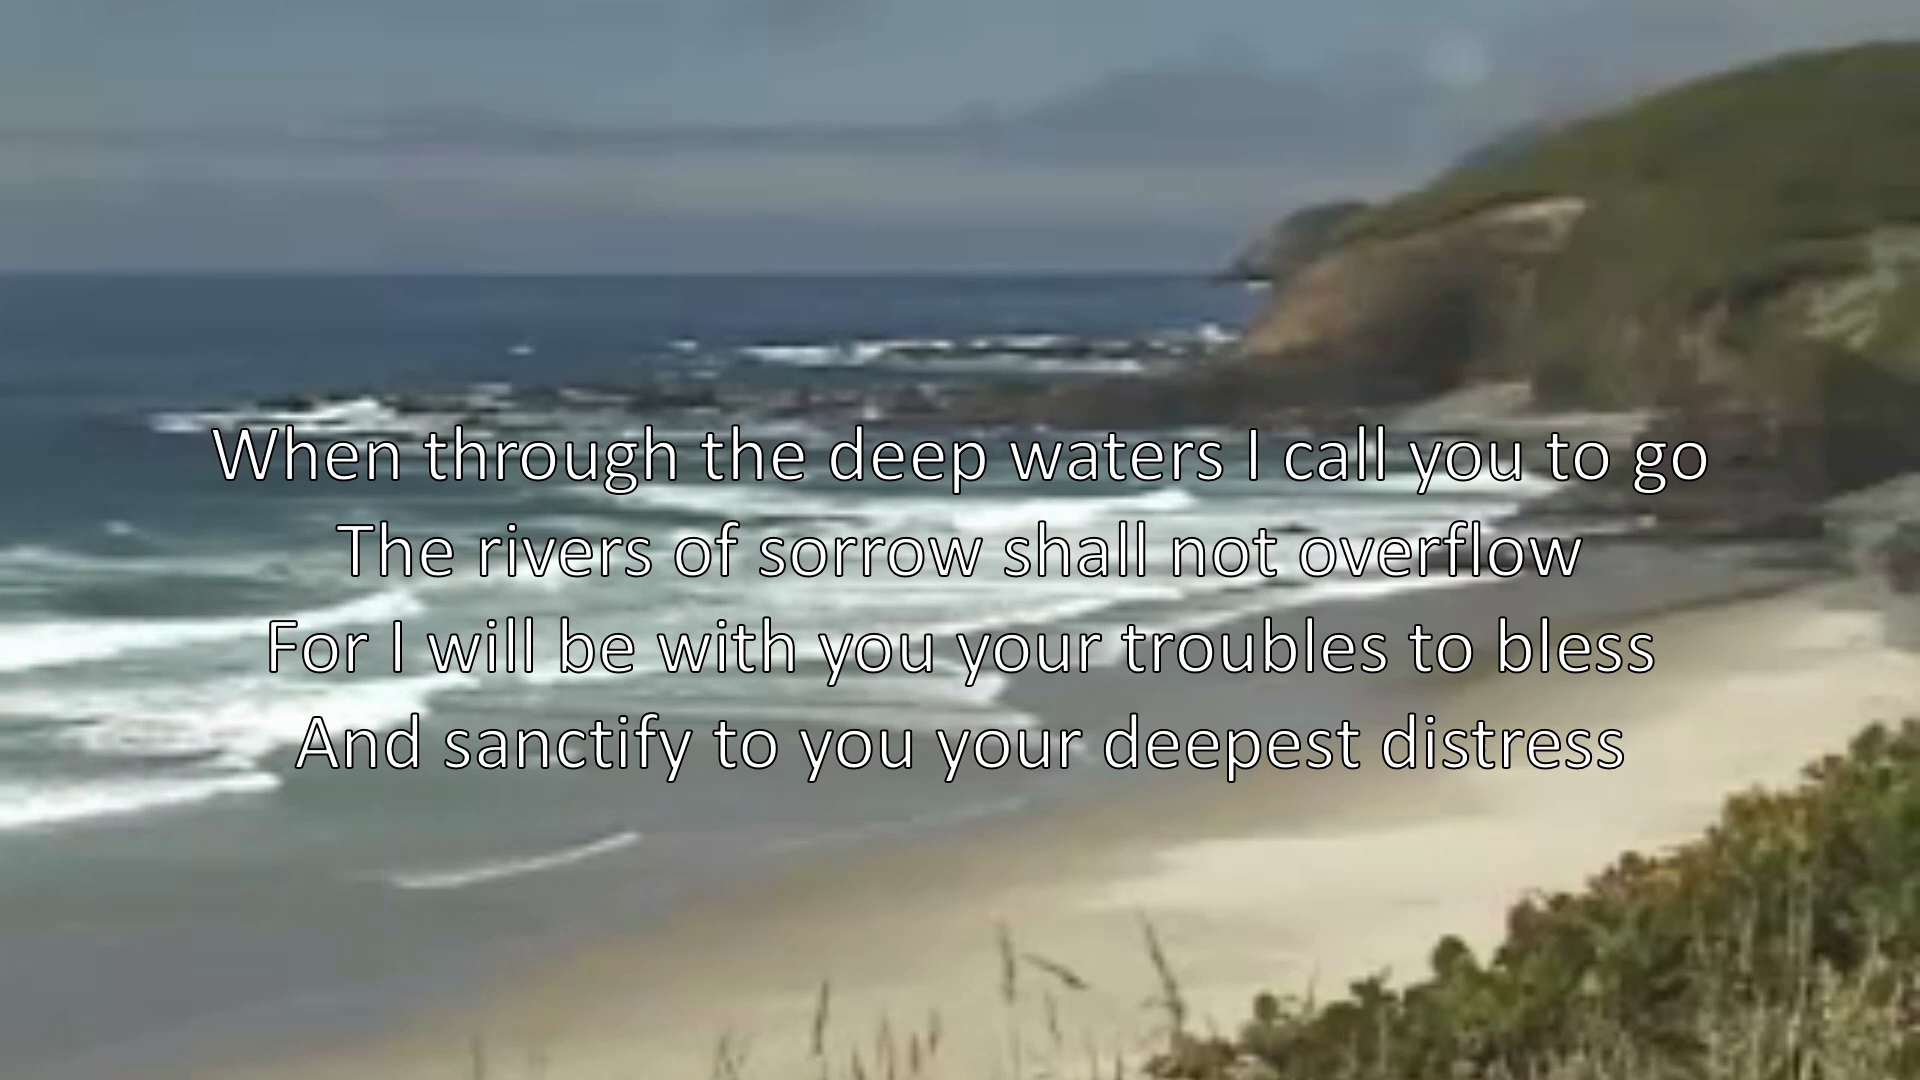 When through the deep waters I call you to go
The rivers of sorrow shall not overflow
For I will be with you your troubles to bless
And sanctify to you your deepest distress